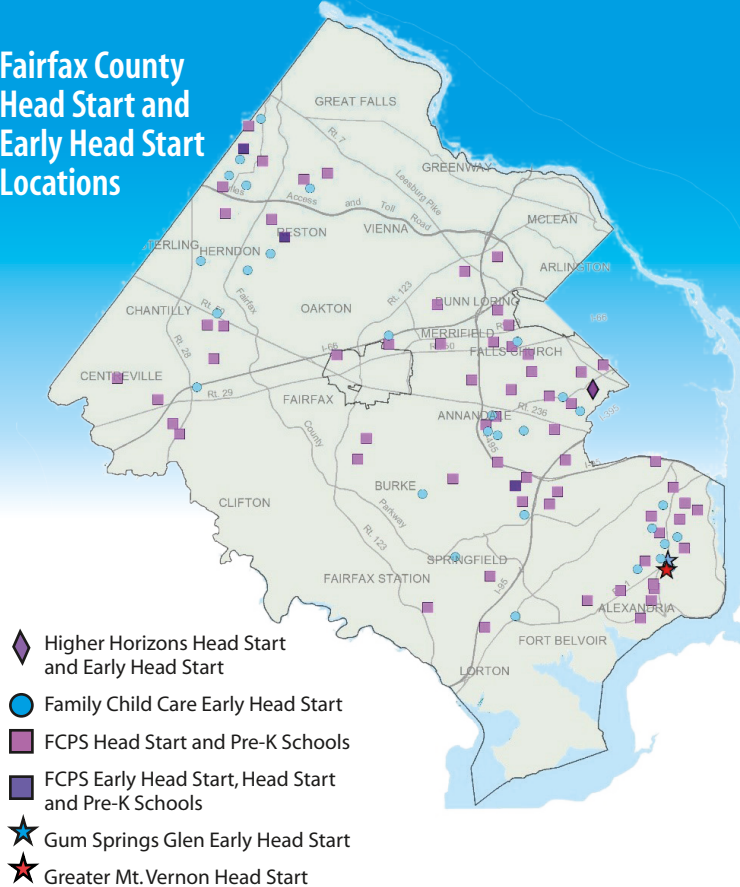 Fairfax County
Head Start and
Early Head Start
Locations
GREAT FALLS
Rt. 7
GREENWAY
Leesburg Pike
Access and Toll Road
MCLEAN
RESTON
VIENNA
HERNDON
ARLINGTON
Fairfax
Rt. 123
DUNN LORING
CHANTILLY
OAKTON
I-66
MERRIFIELD
Rt. 28
I-66
FALLS CHURCH
CENTREVILLE
Rt. 29
FAIRFAX
Rt. 236
ANNANDALE
County
BURKE
CLIFTON
Parkway
Rt. 123
SPRINGFIELD
FAIRFAX STATION
I-95
ALEXANDRIA
FORT BELVOIR
LORTON
Higher Horizons Head Start
and Early Head Start
Family Child Care Early Head Start
FCPS Head Start and Pre-K Schools
FCPS Early Head Start, Head Start
and Pre-K Schools
Gum Springs Glen Early Head Start
Greater Mt. Vernon Head Start